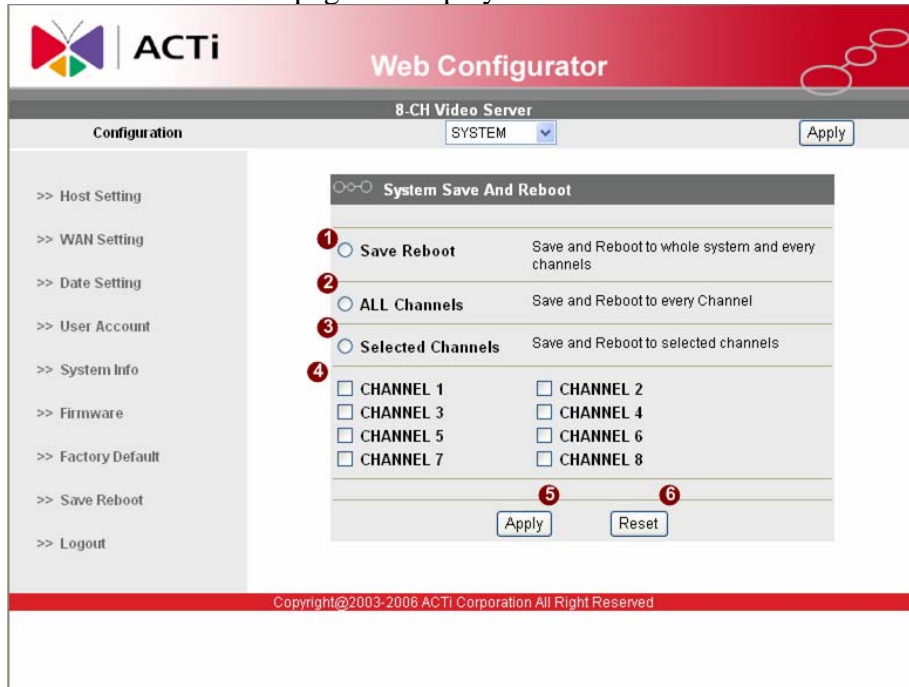 ACTi
Web Configurator
8-CH Video Server
Configuration
SYSTEM
Apply
>> Host Setting
>> WAN Setting
>> Date Setting
>> User Account
>> System Info
>> Firmware
>> Factory Default
>> Save Reboot
>> Logout
System Save And Reboot
1
Save Reboot
Save and Reboot to whole system and every
channels
2
ALL Channels
Save and Reboot to every Channel
3
Selected Channels
Save and Reboot to selected channels
4
CHANNEL 1
CHANNEL 2
CHANNEL 3
CHANNEL 4
CHANNEL 5
CHANNEL 6
CHANNEL 7
CHANNEL 8
5
6
Apply
Reset
Copyright@2003-2006 ACTi Corporation All Right Reserved